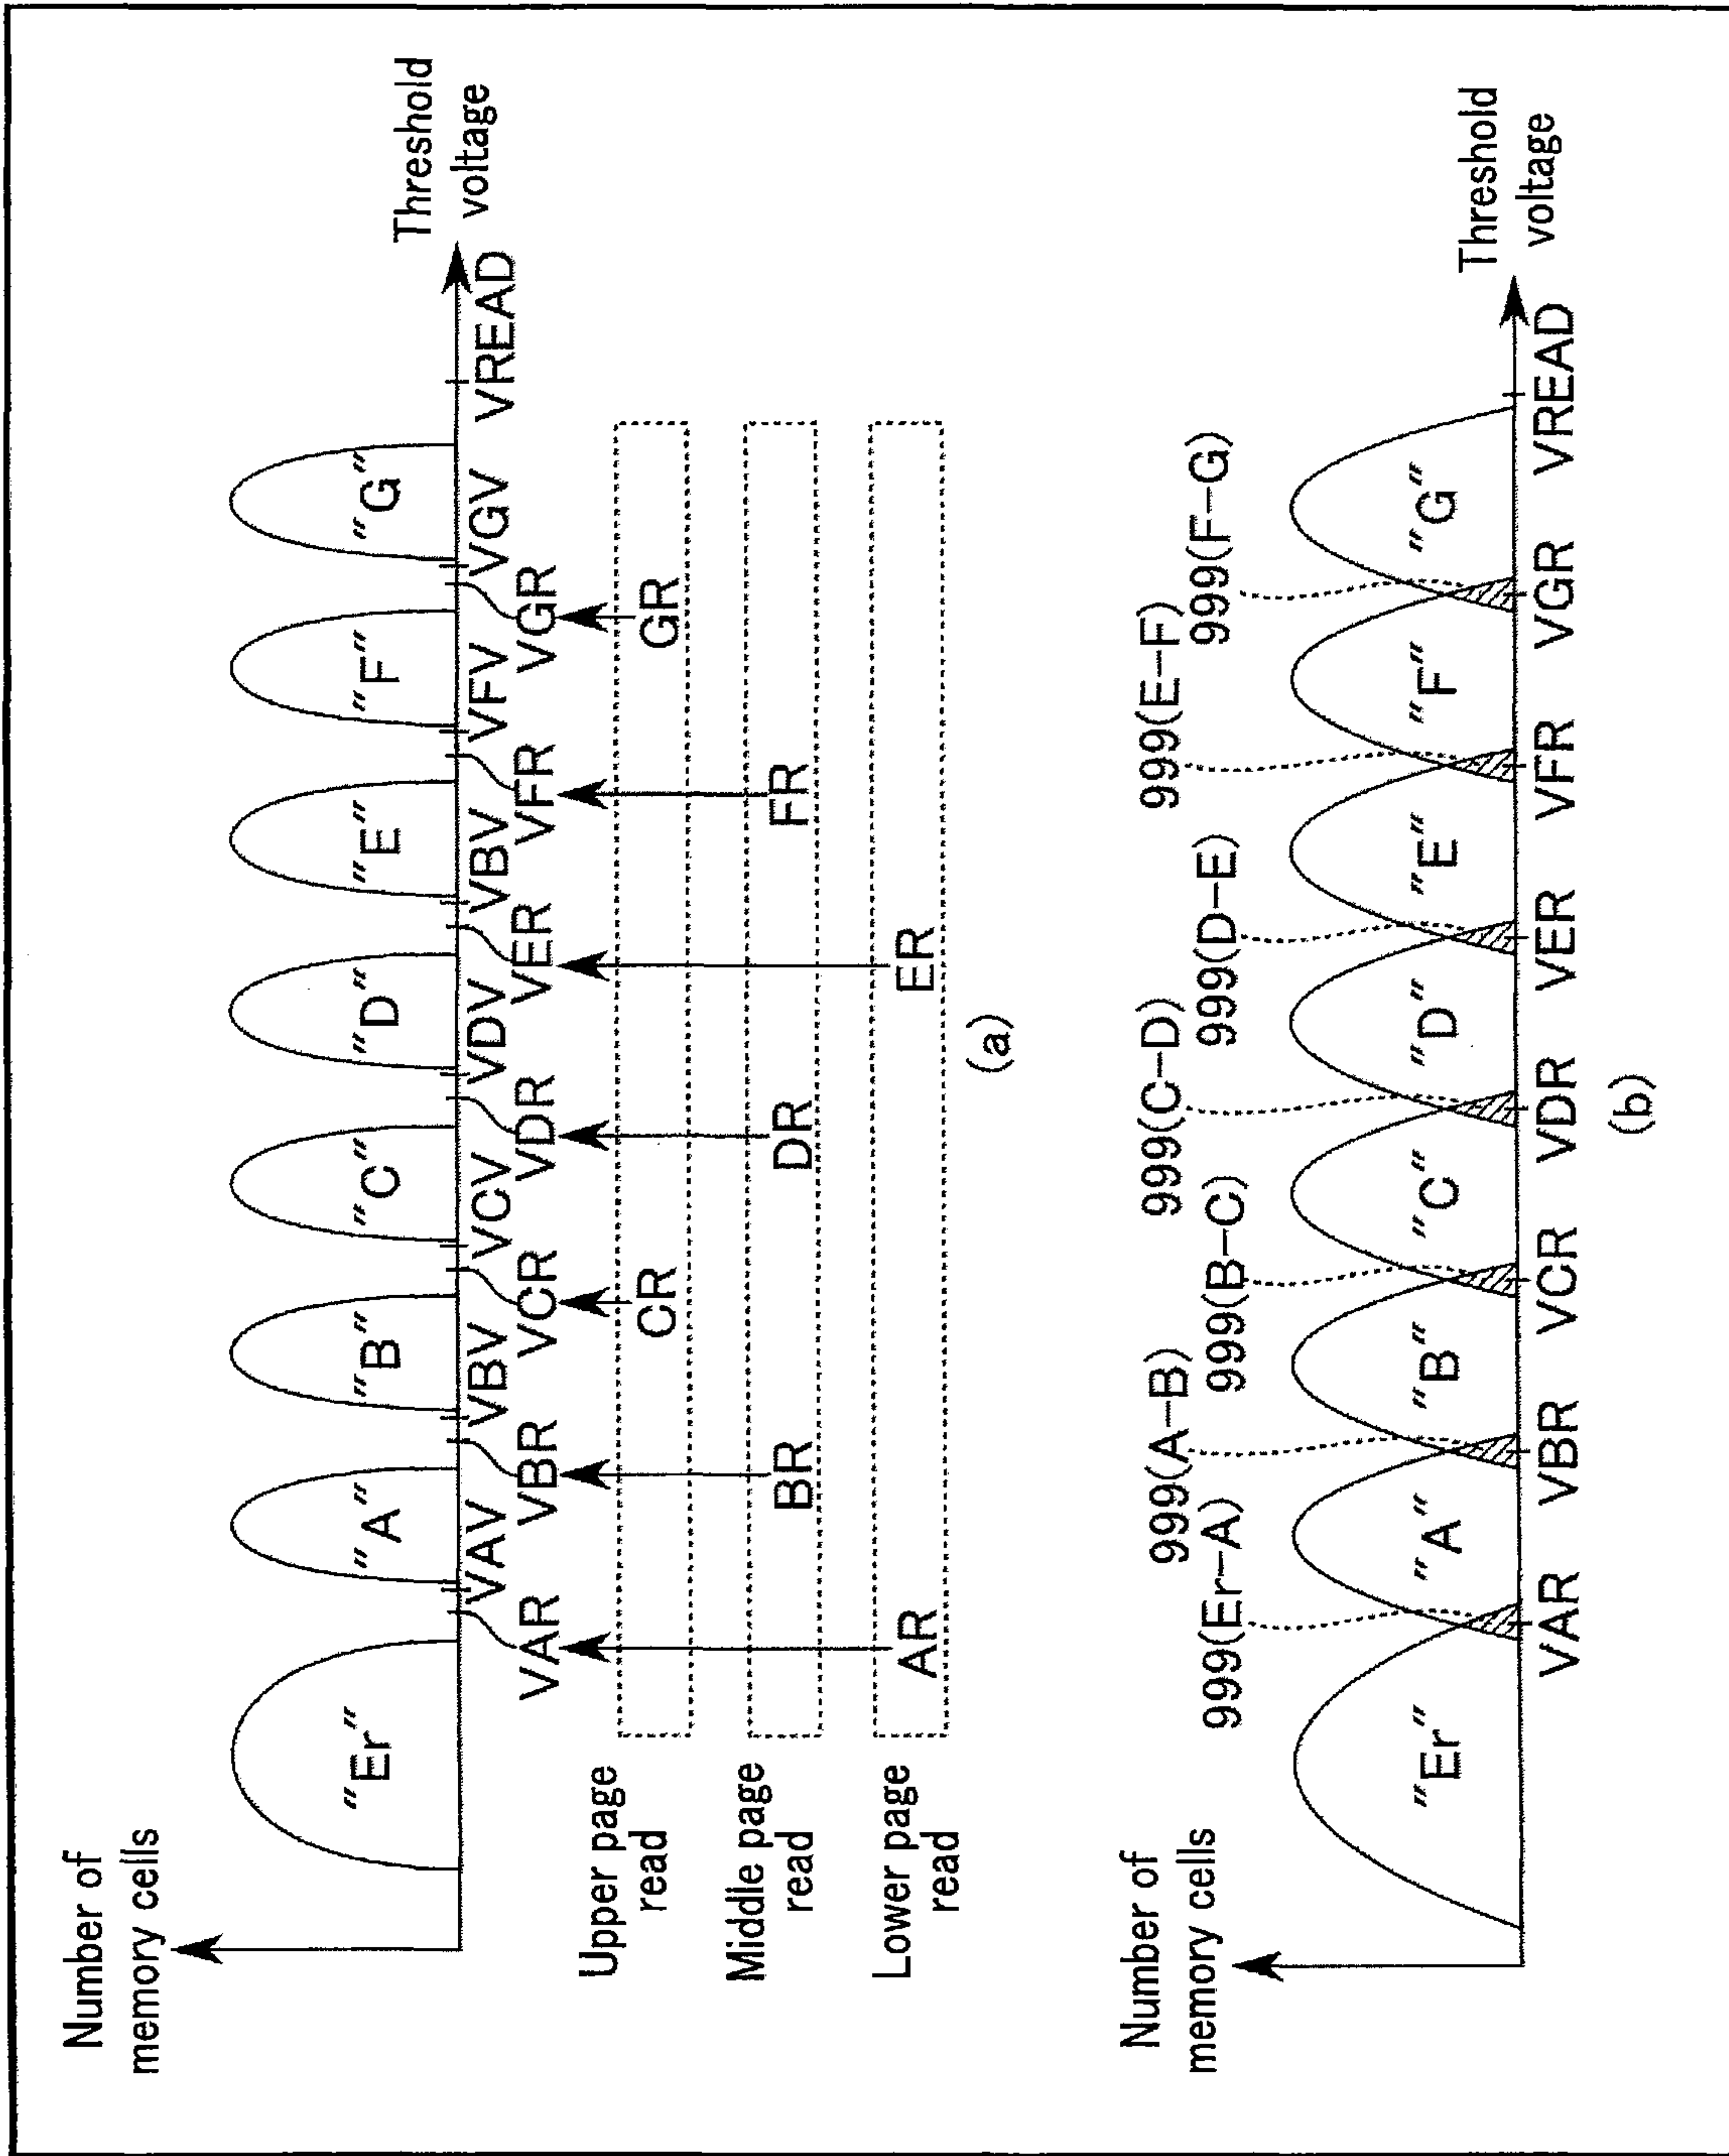 Number of
memory cells
"Er"
"A"
"B"
"C"
"D"
"E"
"F"
"G"
Threshold
voltage
VAV
VBV
VCV
VDV
VBV
VFV
VGV
VREAD
VAR
VBR
VCR
VDR
VER
VFR
VGR
Upper page
read
CR
GR
Middle page
read
BR
DR
FR
Lower page
read
AR
ER
(a)
Number of
memory cells
999(Er-A)
999(A-B)
999(B-C)
999(C-D)
999(D-E)
999(E-F)
999(F-G)
"Er"
"A"
"B"
"C"
"D"
"E"
"F"
"G"
Threshold
voltage
VAR
VBR
VCR
VDR
VER
VFR
VGR
VREAD
(b)